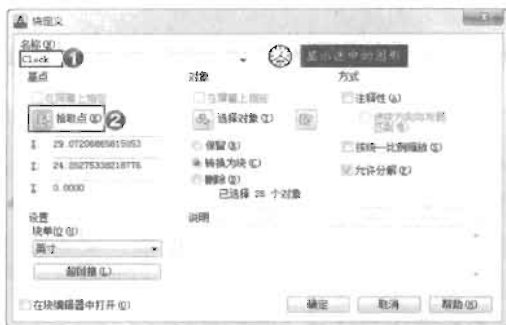 块定义
名称(N):
Clock
1
显示选中的图形
基点
对象
方式
在屏幕上指定
在屏幕上指定
注释性(A)
拾取点(K)
2
选择对象(T)
按统一比例缩放(S)
X: 29.07206865815953
保留(R)
Y:
转换为块(C)
允许分解(P)
Z: 0.0000
删除(D)
已选择 28 个对象
设置
说明
块单位(U):
英寸
超链接(L)...
在块编辑器中打开(O)
确定
取消
帮助(H)